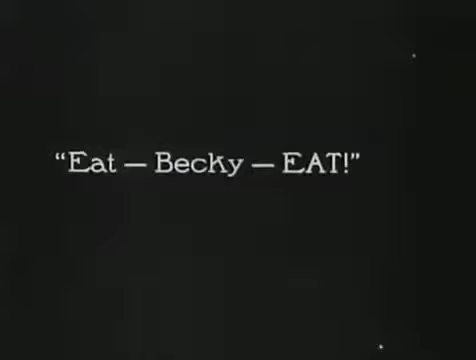 “Eat — Becky — EAT!”